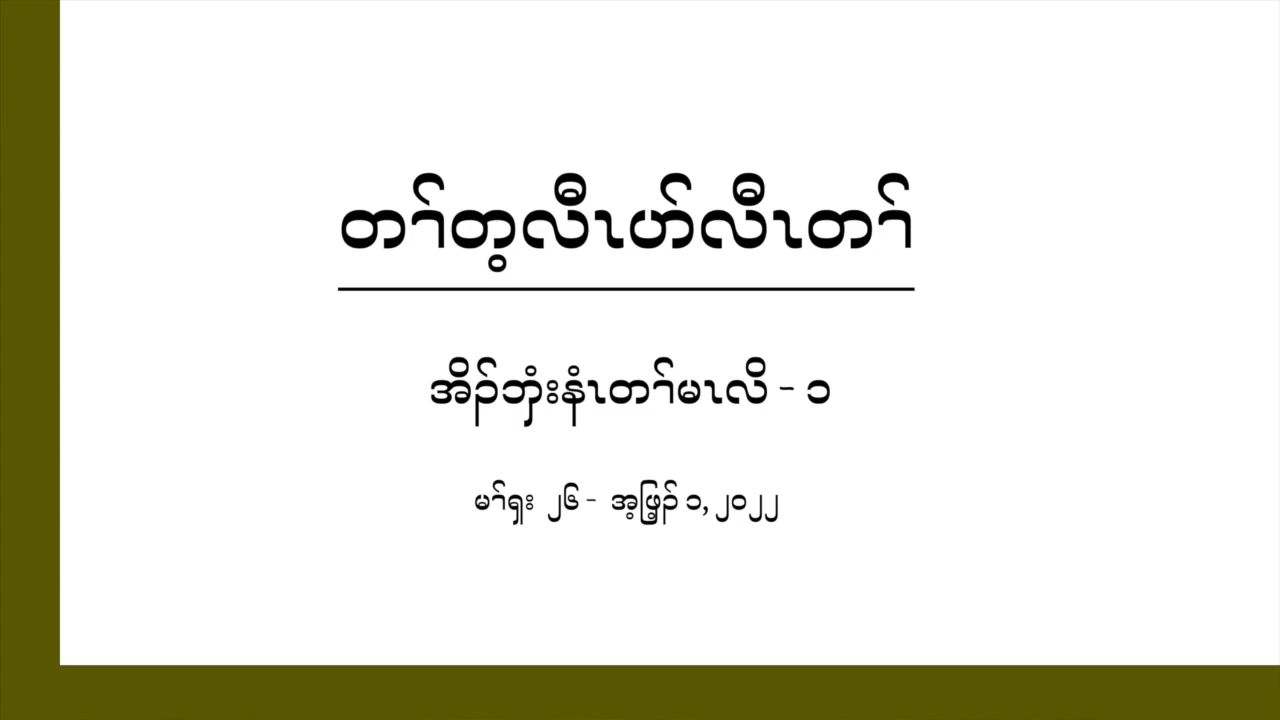 တၢ်တွ့လီၤဟ်လီၤတၢ်
အိၣ်ဘှံးနံၤတၢ်မၤလိ - ၁
မၢ်ရှး ၂၆ - အ့ဖြ့ၣ် ၁, ၂၀၂၂